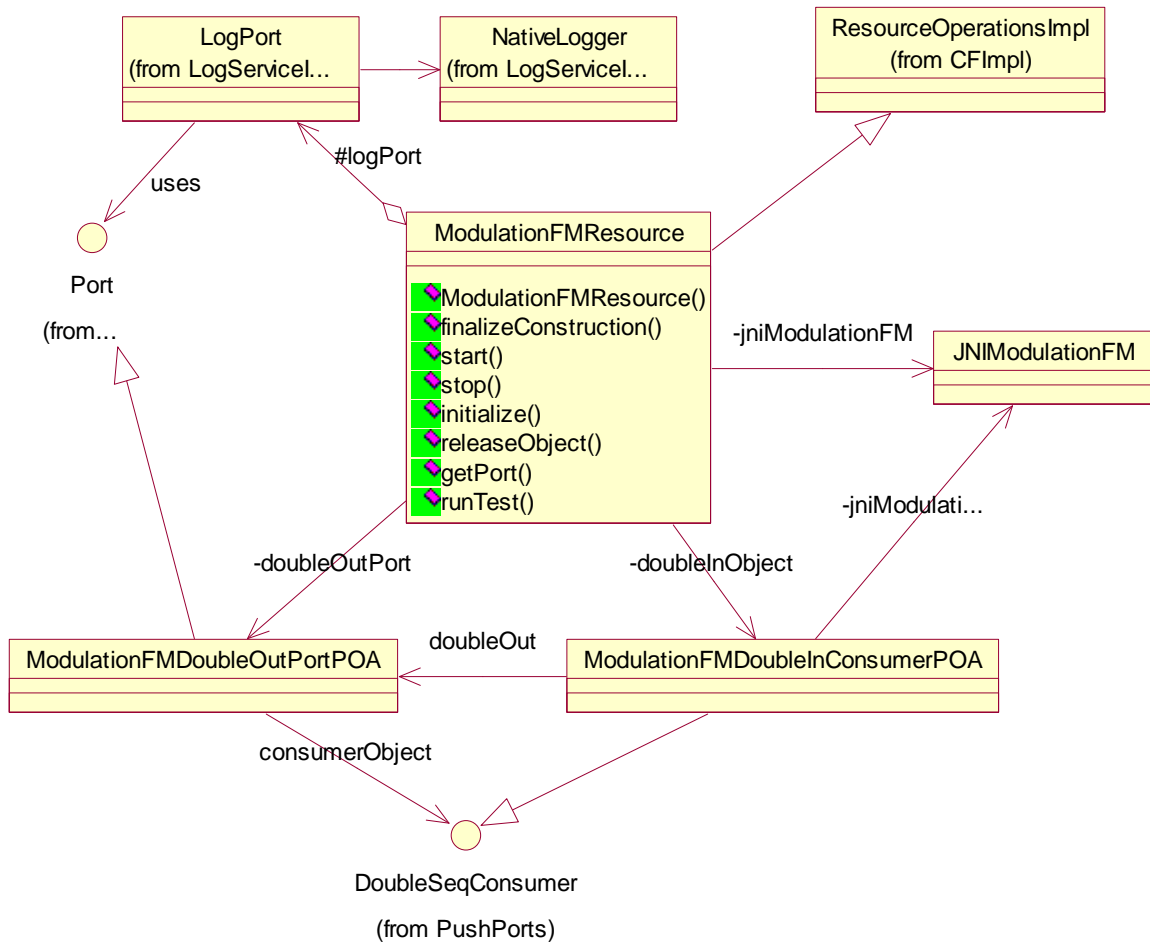 LogPort
(from LogServiceI...
NativeLogger
(from LogServiceI...
ResourceOperationsImpl
(from CFImpl)
#logPort
uses
Port
(from...
ModulationFMResource
ModulationFMResource()
finalizeConstruction()
start()
stop()
initialize()
releaseObject()
getPort()
runTest()
-jniModulationFM
JNIModulationFM
-jniModulati...
-doubleOutPort
-doubleInObject
ModulationFMDoubleOutPortPOA
doubleOut
ModulationFMDoubleInConsumerPOA
consumerObject
DoubleSeqConsumer
(from PushPorts)